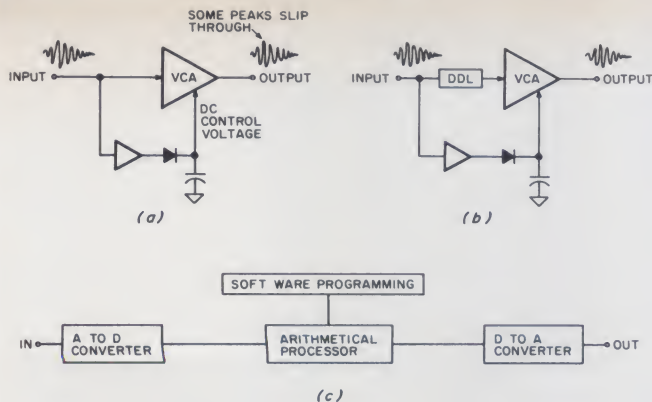 SOME PEAKS SLIP
THROUGH
INPUT
VCA
OUTPUT
DC
CONTROL
VOLTAGE
(a)
INPUT
DDL
VCA
OUTPUT
(b)
SOFT WARE PROGRAMMING
IN
A TO D
CONVERTER
ARITHMETICAL
PROCESSOR
D TO A
CONVERTER
OUT
(c)